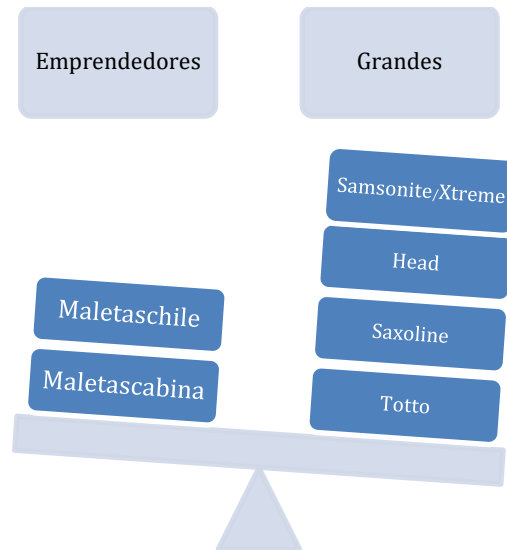 Emprendedores
Grandes
Samsonite/Xtreme
Head
Maletaschile
Saxoline
Maletascabina
Totto